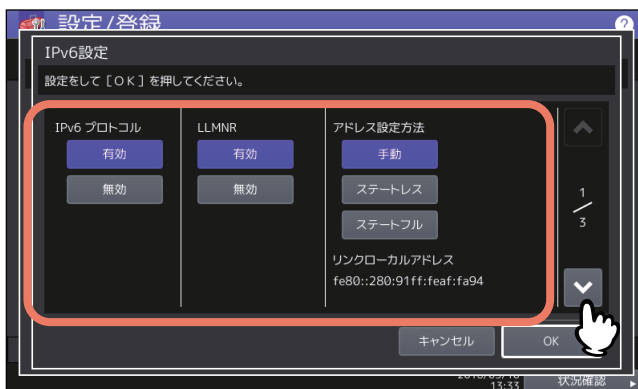 設定/登録
?
IPv6設定
設定をして［OK］を押してください。
IPv6 プロトコル
有効
無効
LLMNR
有効
無効
アドレス設定方法
手動
ステートレス
ステートフル
リンクローカルアドレス
fe80::280:91ff:feaf:fa94
1
/
3
キャンセル
OK
13:33
状況確認